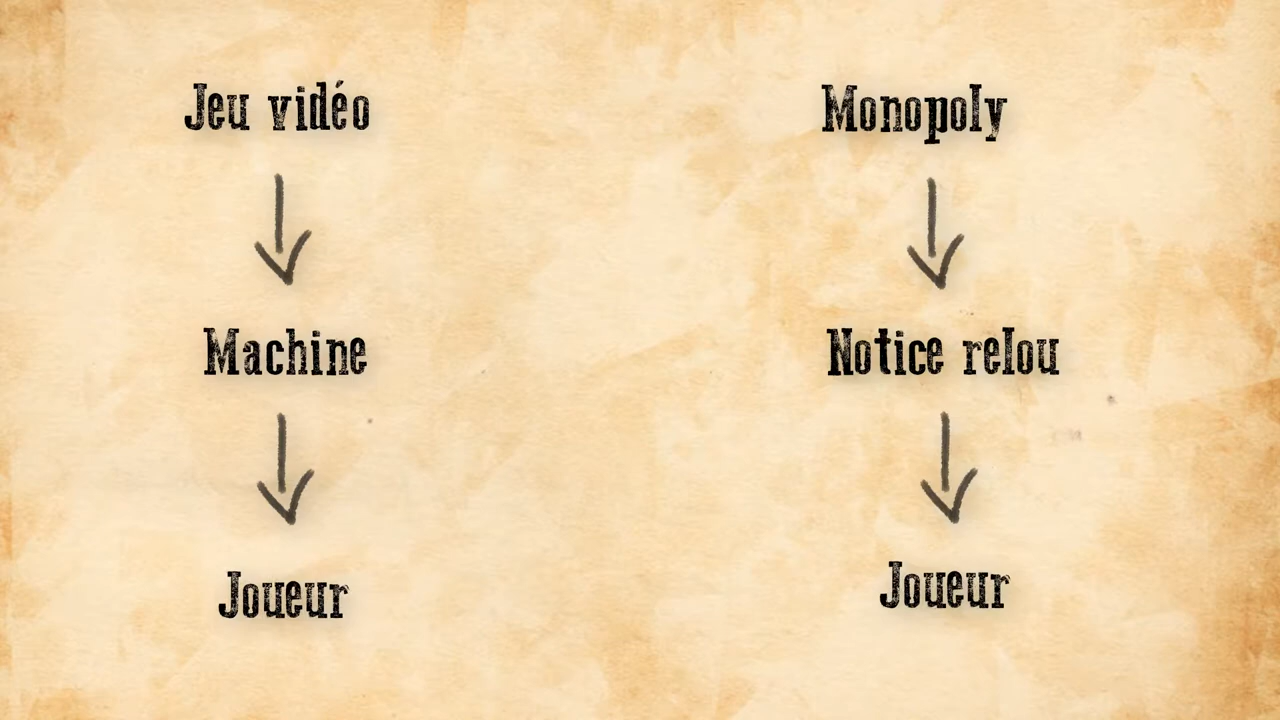 Jeu vidéo
Machine
Joueur
Monopoly
Notice relou
Joueur